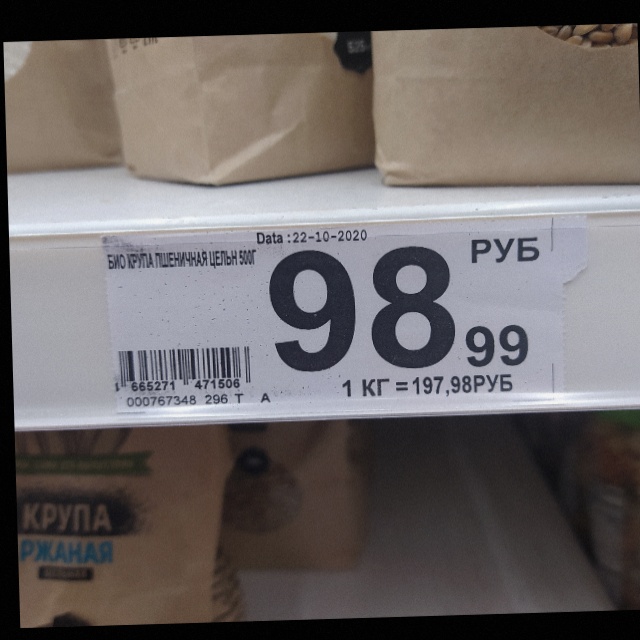 Data :22-10-2020
БИО КРУПА ПШЕНИЧНАЯ ЦЕЛЬН 500Г
98 99 РУБ
665271 471506
1 КГ =197,98РУБ
000767348 296 Т А
КРУПА
РЖАНАЯ